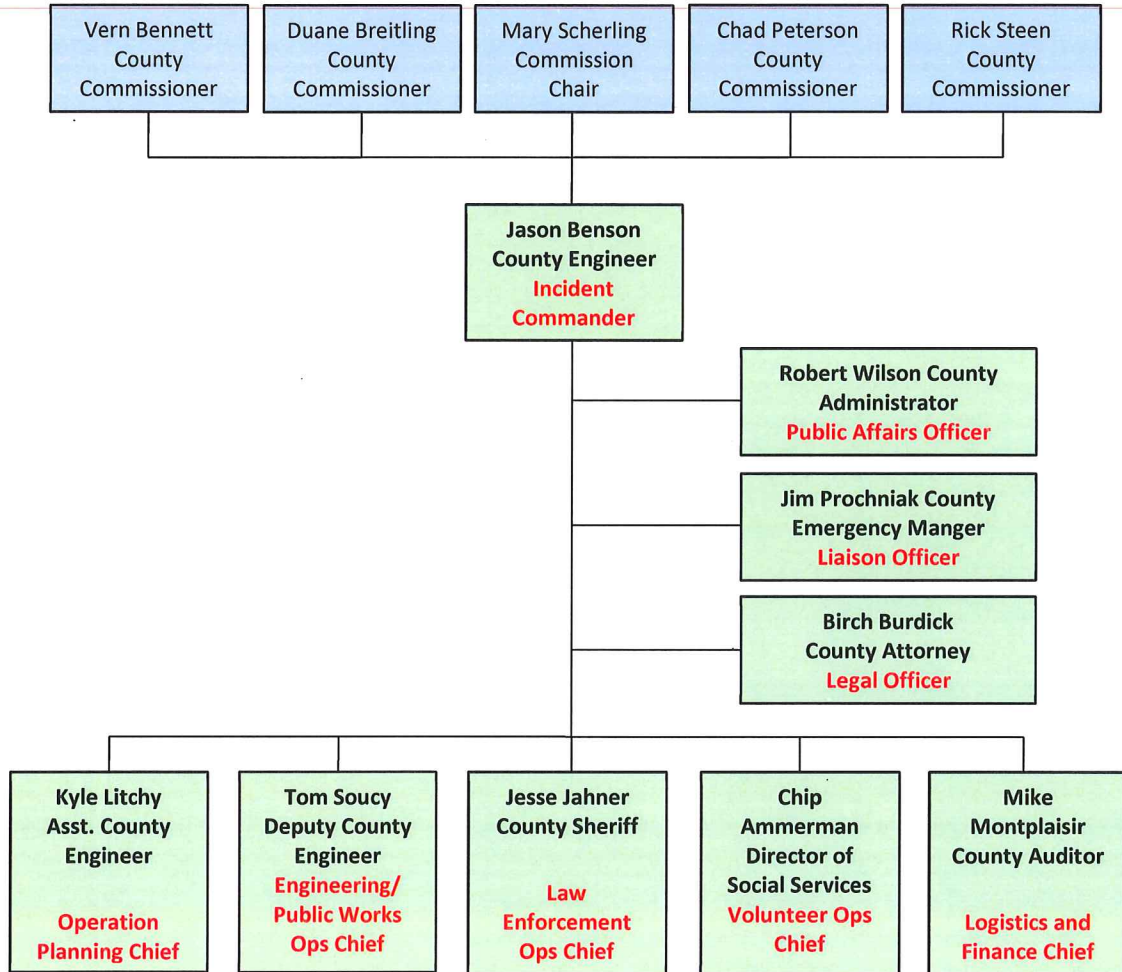 Vern Bennett
County
Commissioner
Duane Breitling
County
Commissioner
Mary Scherling
Commission
Chair
Chad Peterson
County
Commissioner
Rick Steen
County
Commissioner
Jason Benson
County Engineer
Incident
Commander
Robert Wilson County
Administrator
Public Affairs Officer
Jim Prochniak County
Emergency Manger
Liaison Officer
Birch Burdick
County Attorney
Legal Officer
Kyle Litchy
Asst. County
Engineer
Operation
Planning Chief
Tom Soucy
Deputy County
Engineer
Engineering/
Public Works
Ops Chief
Jesse Jahner
County Sheriff
Law
Enforcement
Ops Chief
Chip
Ammerman
Director of
Social Services
Volunteer Ops
Chief
Mike
Montplaisir
County Auditor
Logistics and
Finance Chief